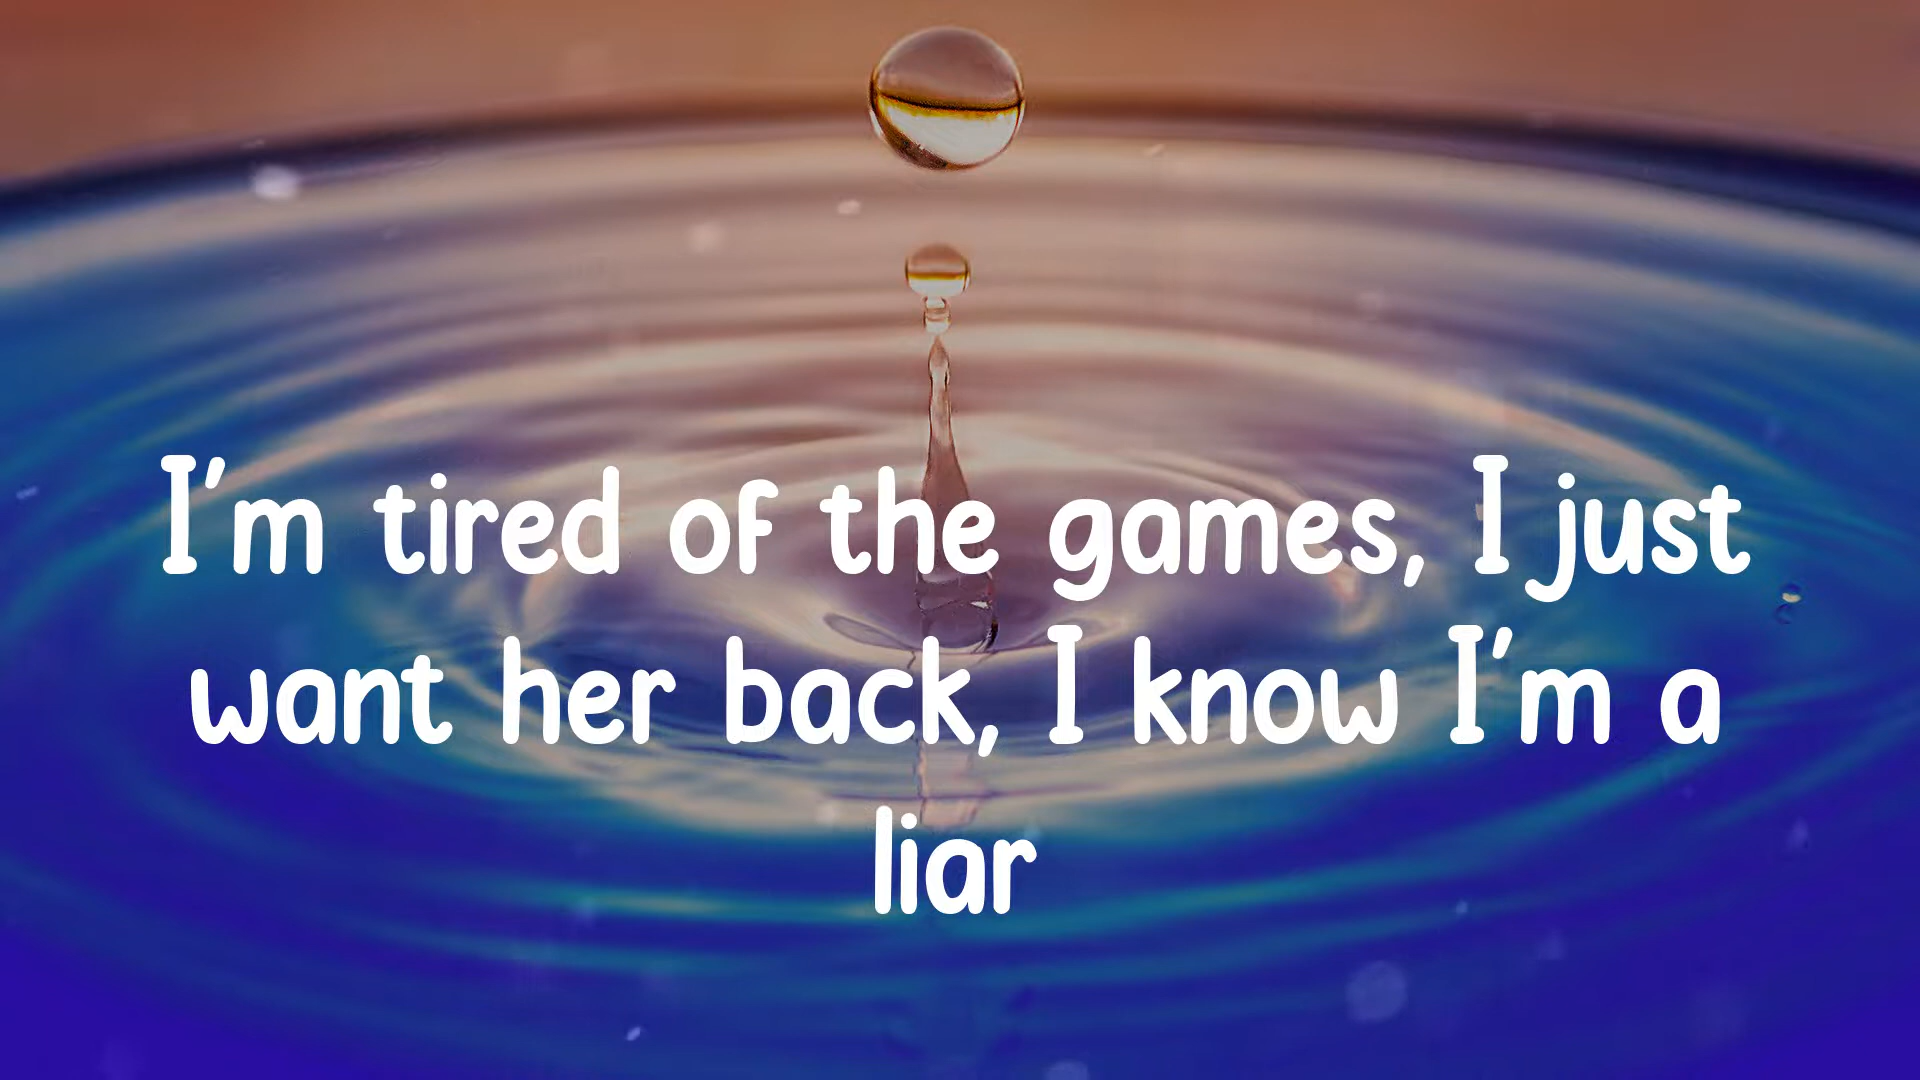 I'm tired of the games, I just
want her back, I know I'm a
liar